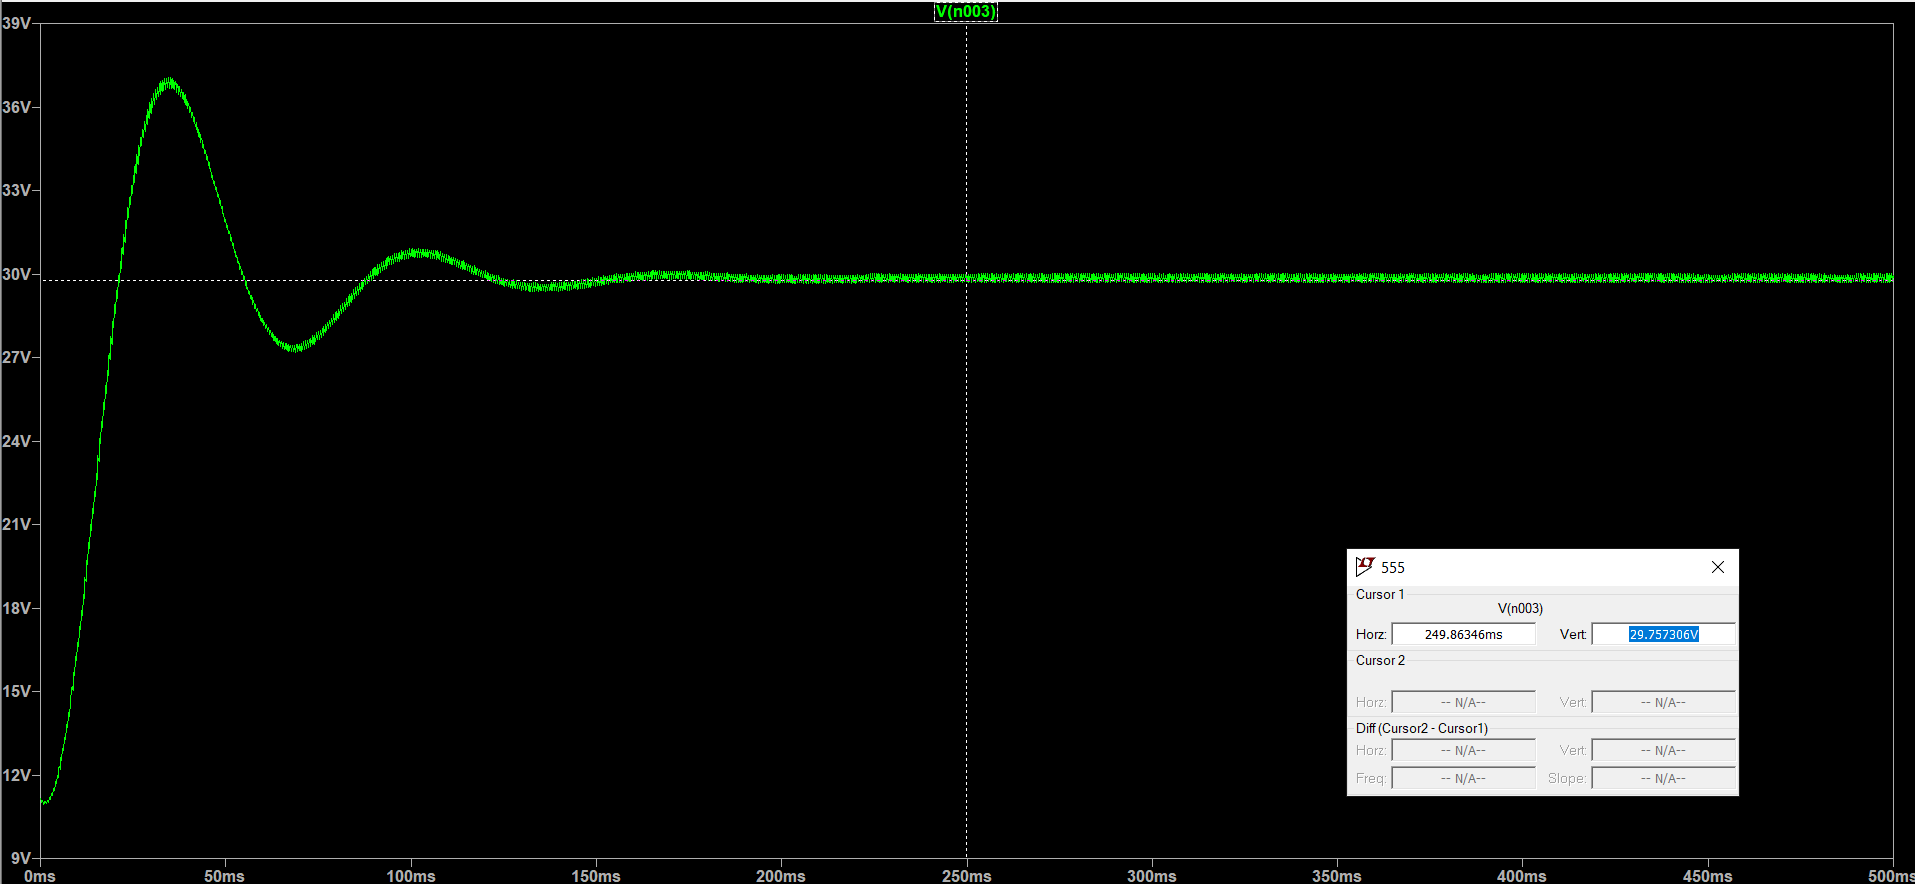 V(n003)
39V
36V
33V
30V
27V
24V
21V
18V
15V
12V
9V
0ms 50ms 100ms 150ms 200ms 250ms 300ms 350ms 400ms 450ms 500ms
555
Cursor 1
V(n003)
Horz: 249.86346ms Vert: 29.757306V
Cursor 2
Horz: -- N/A-- Vert: -- N/A--
Diff (Cursor2 - Cursor1)
Horz: -- N/A-- Vert: -- N/A--
Freq: -- N/A-- Slope: -- N/A--